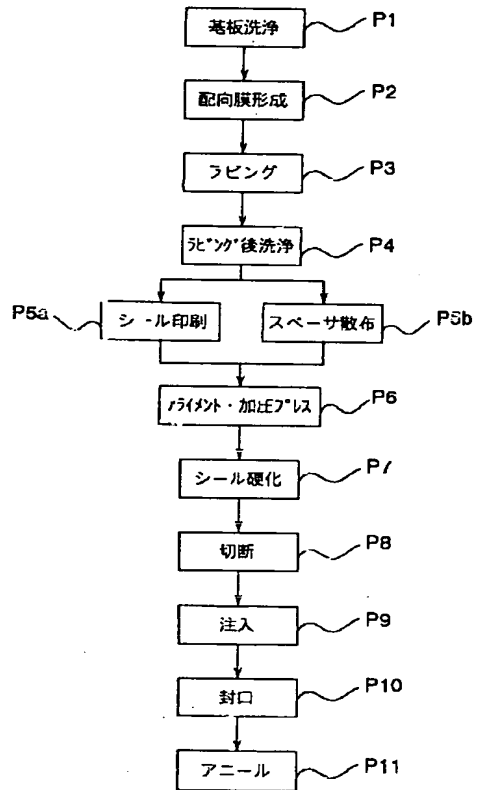 基板洗浄 P1
配向膜形成 P2
ラビング P3
ラビング後洗浄 P4
P5a シール印刷 スペーサ散布 P5b
アライメント・加圧プレス P6
シール硬化 P7
切断 P8
注入 P9
封口 P10
アニール P11